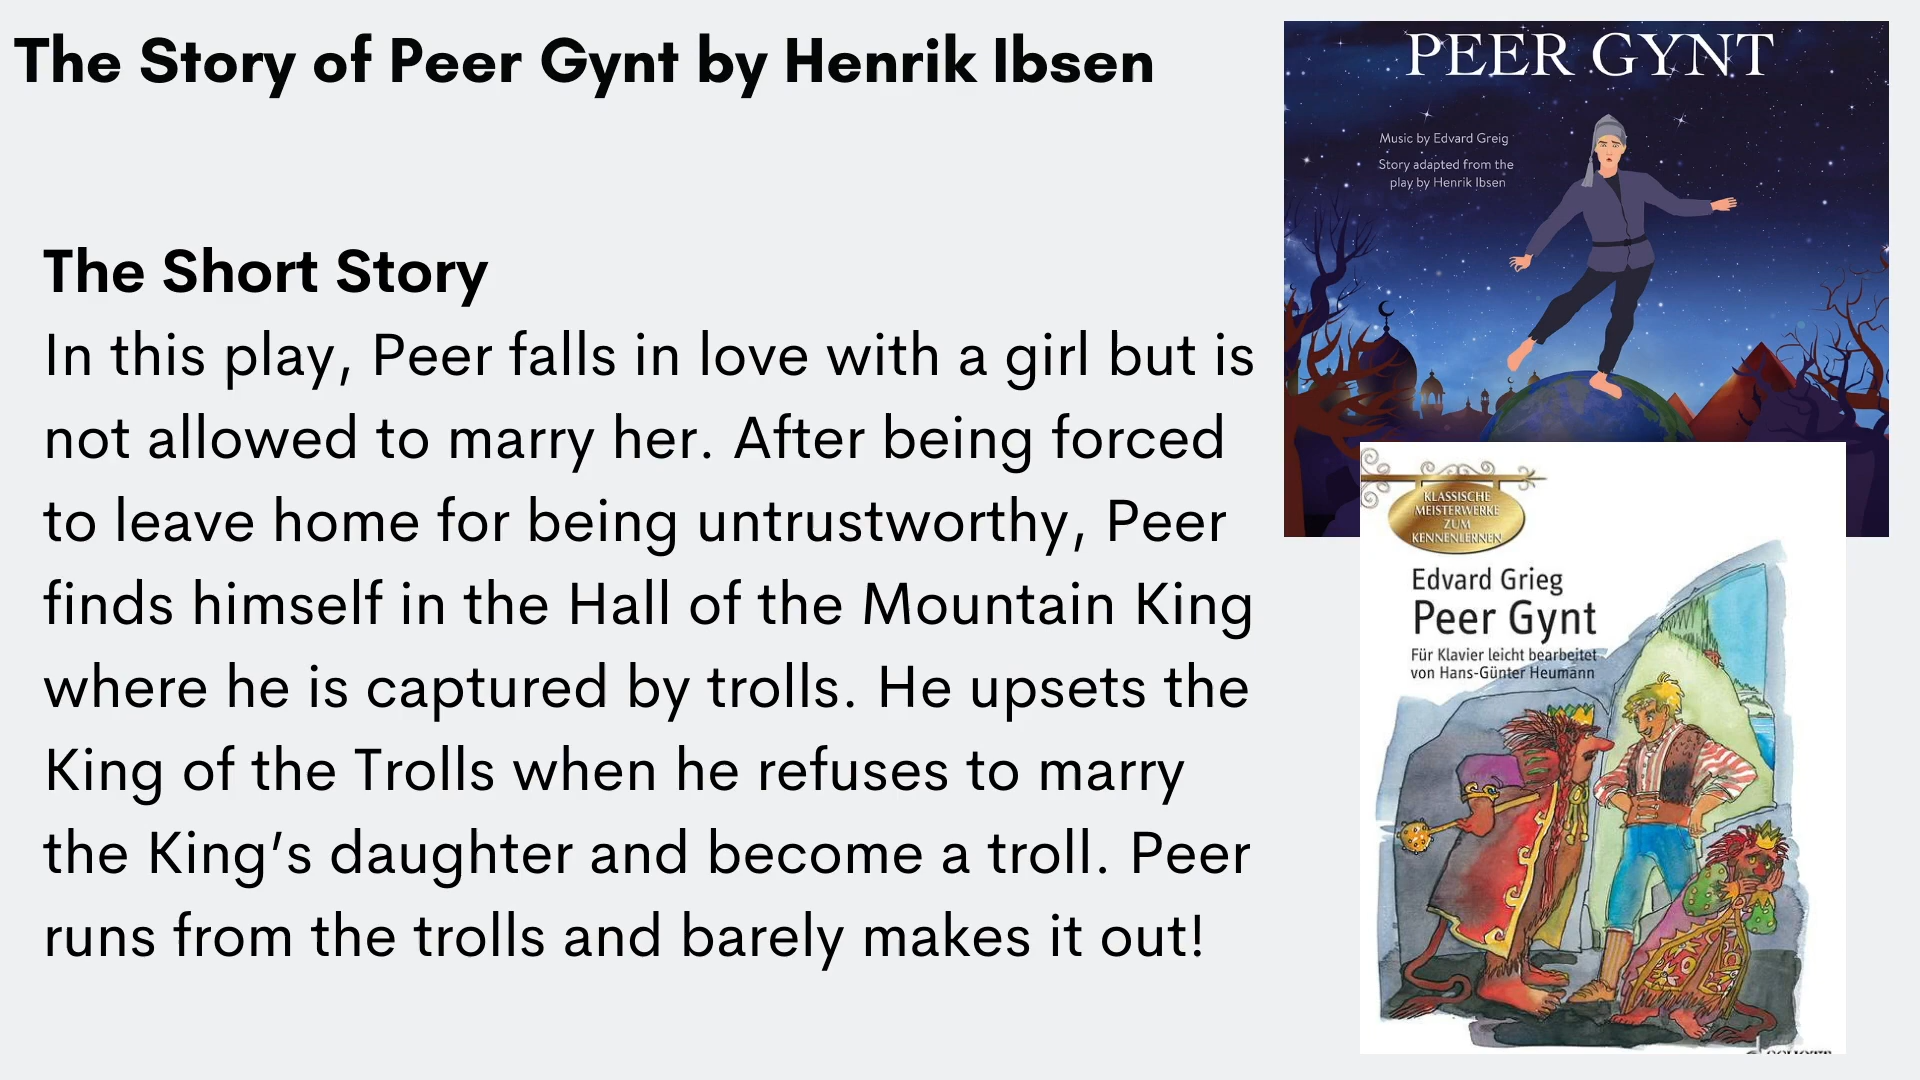 The Story of Peer Gynt by Henrik Ibsen
The Short Story
In this play, Peer falls in love with a girl but is
not allowed to marry her. After being forced
to leave home for being untrustworthy, Peer
finds himself in the Hall of the Mountain King
where he is captured by trolls. He upsets the
King of the Trolls when he refuses to marry
the King’s daughter and become a troll. Peer
runs from the trolls and barely makes it out!
PEER GYNT
Music by Edvard Greig
Story adapted from the
play by Henrik Ibsen
KLASSISCHE
MEISTERWERKE
ZUM
KENNENLERNEN
Edvard Grieg
Peer Gynt
Für Klavier leicht bearbeitet
von Hans-Günter Heumann